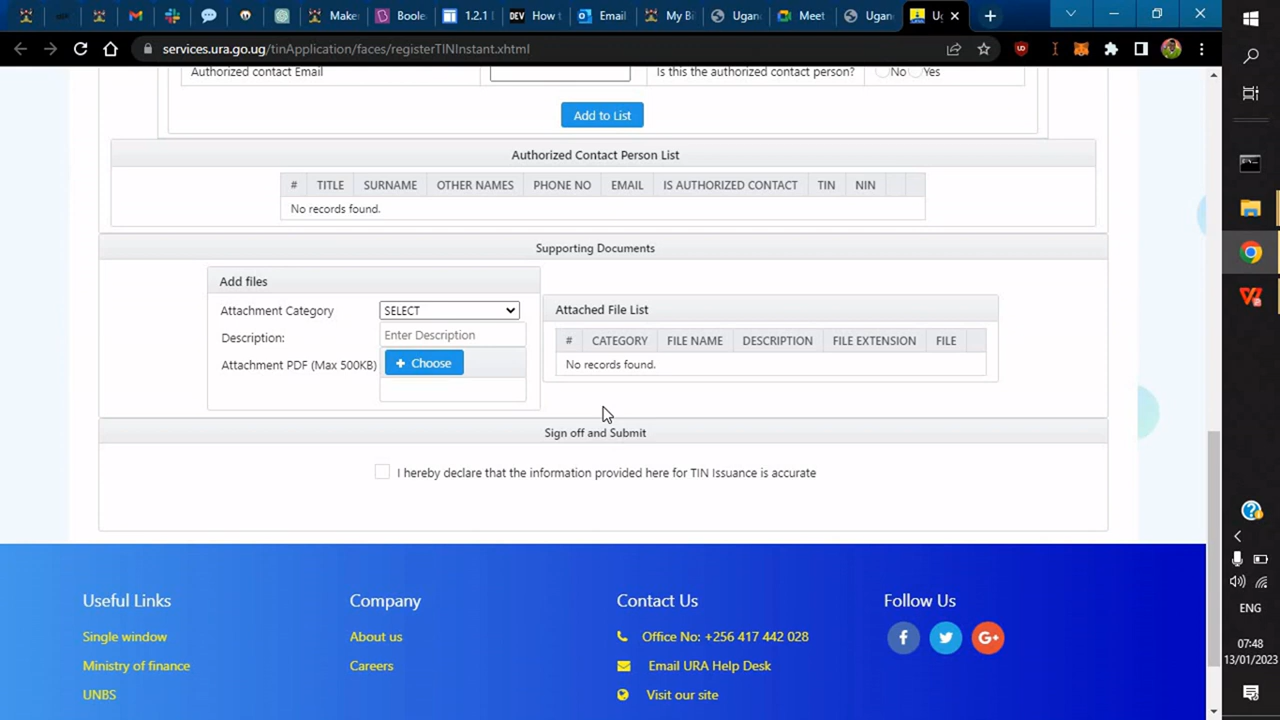 Make
Boole
1.2.1
How t
Email
My Bi
Ugan
Meet
Ugan
Ug
services.ura.go.ug/tinApplication/faces/registerTINInstant.xhtml
Authorized contact Email
Is this the authorized contact person?
No
Yes
Add to List
Authorized Contact Person List
# TITLE SURNAME OTHER NAMES PHONE NO EMAIL IS AUTHORIZED CONTACT TIN NIN
No records found.
Supporting Documents
Add files
Attachment Category
SELECT
Description:
Enter Description
Attachment PDF (Max 500KB)
+ Choose
Attached File List
# CATEGORY FILE NAME DESCRIPTION FILE EXTENSION FILE
No records found.
Sign off and Submit
I hereby declare that the information provided here for TIN Issuance is accurate
Useful Links
Single window
Ministry of finance
UNBS
Company
About us
Careers
Contact Us
Office No: +256 417 442 028
Email URA Help Desk
Visit our site
Follow Us
ENG
07:48
13/01/2023